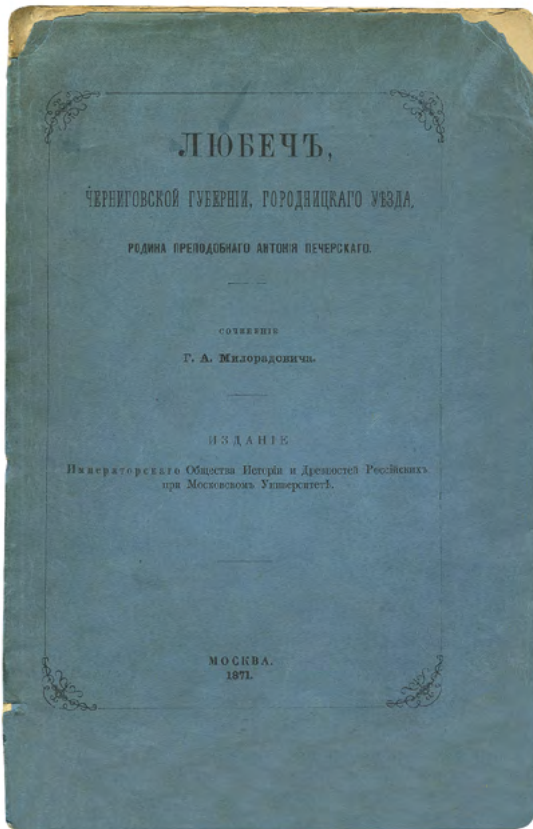 ЛЮБЕЧЪ,
ЧЕРНИГОВСКОЙ ГУБЕРНІИ, ГОРОДНИЦКАГО УѢЗДА,
РОДИНА ПРЕПОДОБНАГО АНТОНІЯ ПЕЧЕРСКАГО.
СОЧИНЕНІЕ
Г. А. Милорадовича.
ИЗДАНІЕ
Императорскаго Общества Исторіи и Древностей Россійскихъ
при Московскомъ Университетѣ.
МОСКВА.
1871.